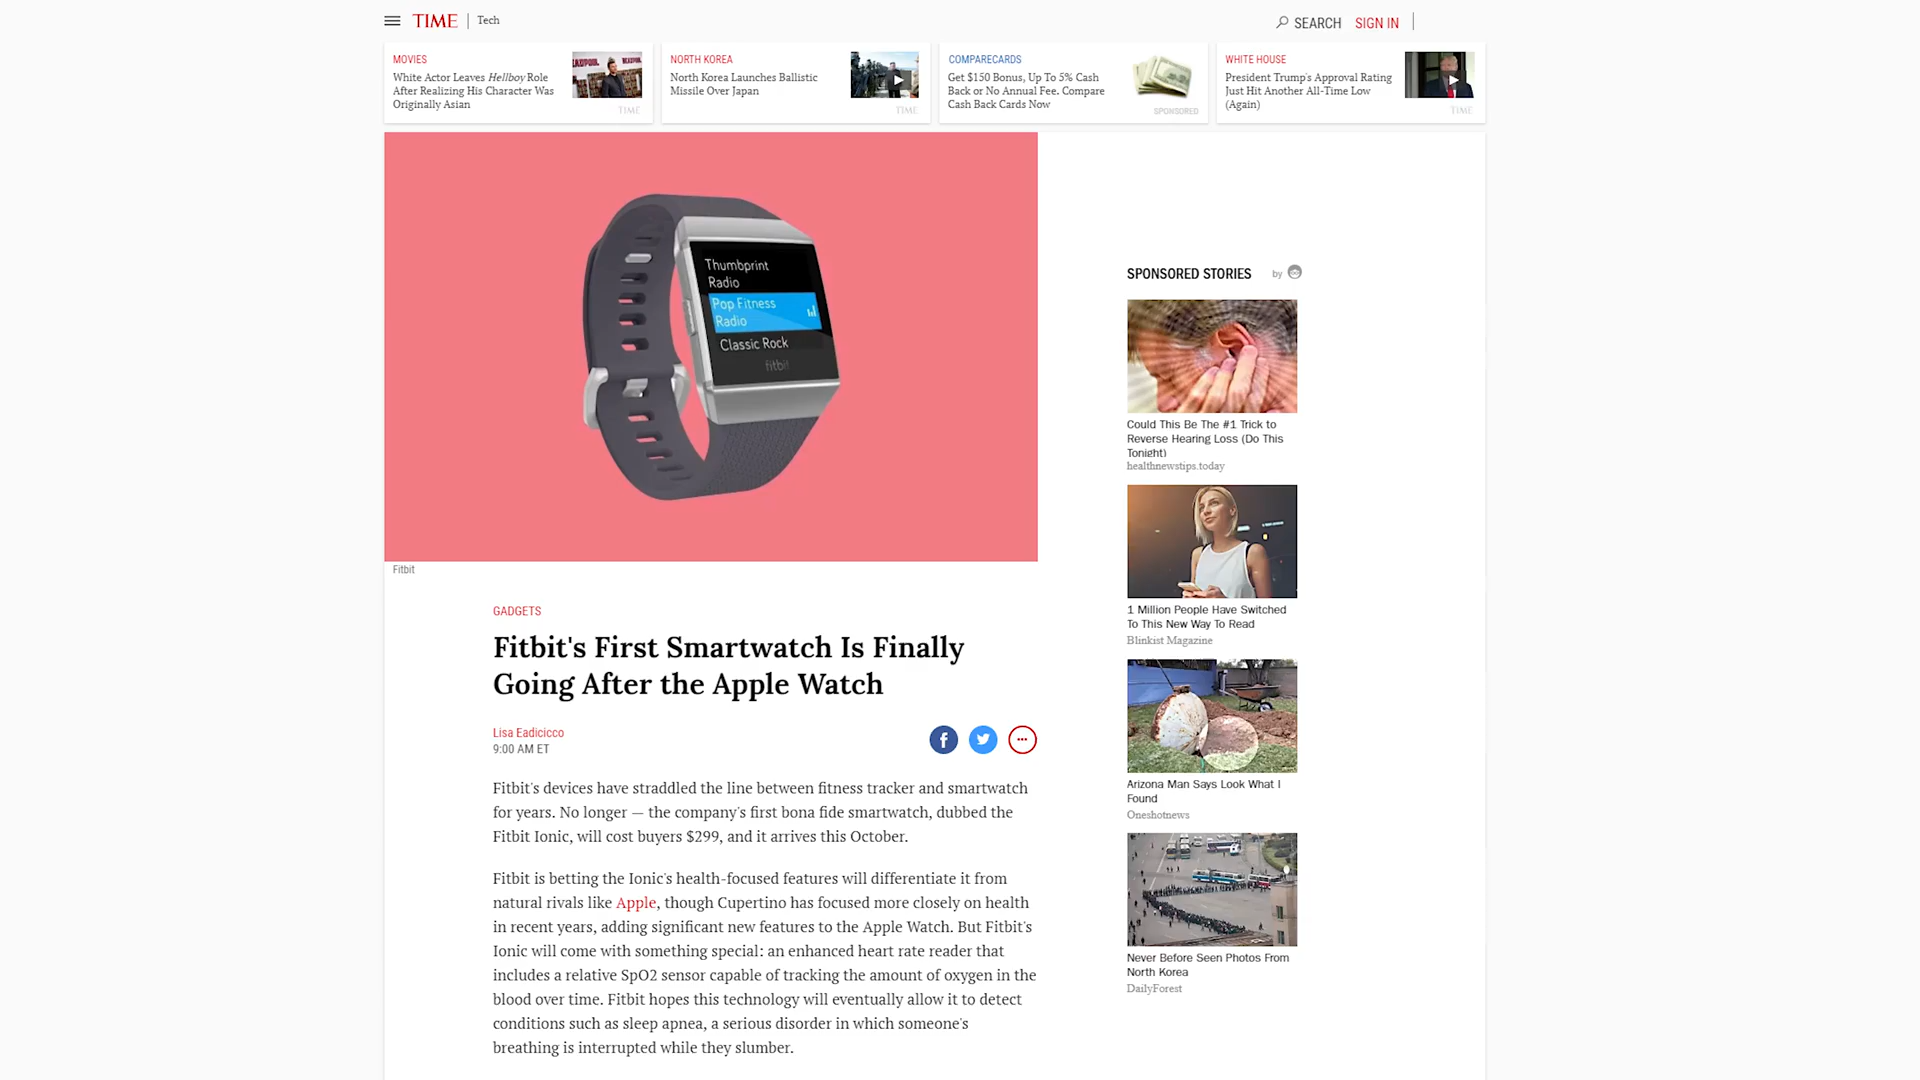 TIME
Tech
SEARCH
SIGN IN
MOVIES
White Actor Leaves Hellboy Role
After Realizing His Character Was
Originally Asian
TIME
NORTH KOREA
North Korea Launches Ballistic
Missile Over Japan
TIME
COMPARECARDS
Get $150 Bonus, Up To 5% Cash
Back or No Annual Fee. Compare
Cash Back Cards Now
SPONSORED
WHITE HOUSE
President Trump's Approval Rating
Just Hit Another All-Time Low
(Again)
TIME
Thumbprint
Radio
Pop Fitness
Radio
Classic Rock
fitbit
Fitbit
GADGETS
Fitbit's First Smartwatch Is Finally
Going After the Apple Watch
Lisa Eadicicco
9:00 AM ET
Fitbit's devices have straddled the line between fitness tracker and smartwatch
for years. No longer — the company's first bona fide smartwatch, dubbed the
Fitbit Ionic, will cost buyers $299, and it arrives this October.
Fitbit is betting the Ionic's health-focused features will differentiate it from
natural rivals like Apple, though Cupertino has focused more closely on health
in recent years, adding significant new features to the Apple Watch. But Fitbit's
Ionic will come with something special: an enhanced heart rate reader that
includes a relative SpO2 sensor capable of tracking the amount of oxygen in the
blood over time. Fitbit hopes this technology will eventually allow it to detect
conditions such as sleep apnea, a serious disorder in which someone's
breathing is interrupted while they slumber.
SPONSORED STORIES
by
Could This Be The #1 Trick to
Reverse Hearing Loss (Do This
Tonight)
healthnewstips.today
1 Million People Have Switched
To This New Way To Read
Blinkist Magazine
Arizona Man Says Look What I
Found
Oneshotnews
Never Before Seen Photos From
North Korea
DailyForest